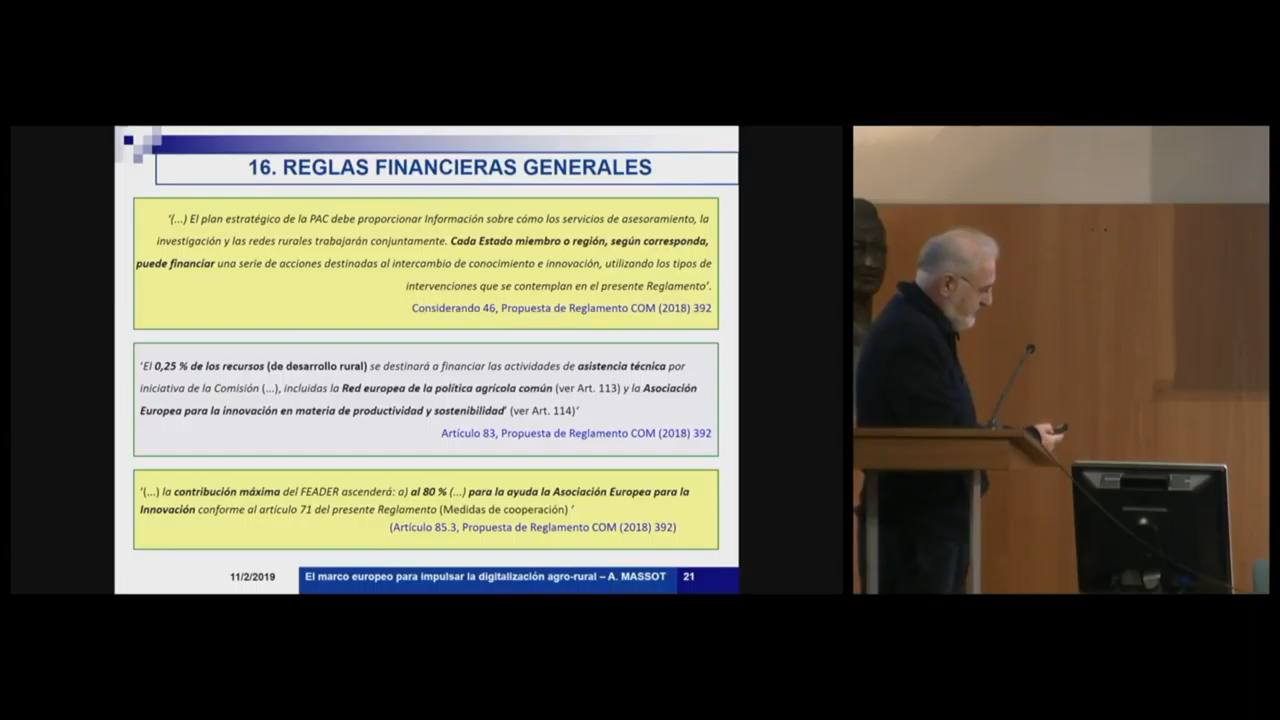 16. REGLAS FINANCIERAS GENERALES
‘(...) El plan estratégico de la PAC debe proporcionar Información sobre cómo los servicios de asesoramiento, la
investigación y las redes rurales trabajarán conjuntamente. Cada Estado miembro o región, según corresponda,
puede financiar una serie de acciones destinadas al intercambio de conocimiento e innovación, utilizando los tipos de
intervenciones que se contemplan en el presente Reglamento’.
Considerando 46, Propuesta de Reglamento COM (2018) 392
‘El 0,25 % de los recursos (de desarrollo rural) se destinará a financiar las actividades de asistencia técnica por
iniciativa de la Comisión (...), incluidas la Red europea de la política agrícola común (ver Art. 113) y la Asociación
Europea para la innovación en materia de productividad y sostenibilidad’ (ver Art. 114)’
Artículo 83, Propuesta de Reglamento COM (2018) 392
‘(...) la contribución máxima del FEADER ascenderá: a) al 80 % (...) para la ayuda la Asociación Europea para la
Innovación conforme al artículo 71 del presente Reglamento (Medidas de cooperación) ’
(Artículo 85.3, Propuesta de Reglamento COM (2018) 392)
11/2/2019 El marco europeo para impulsar la digitalización agro-rural – A. MASSOT 21